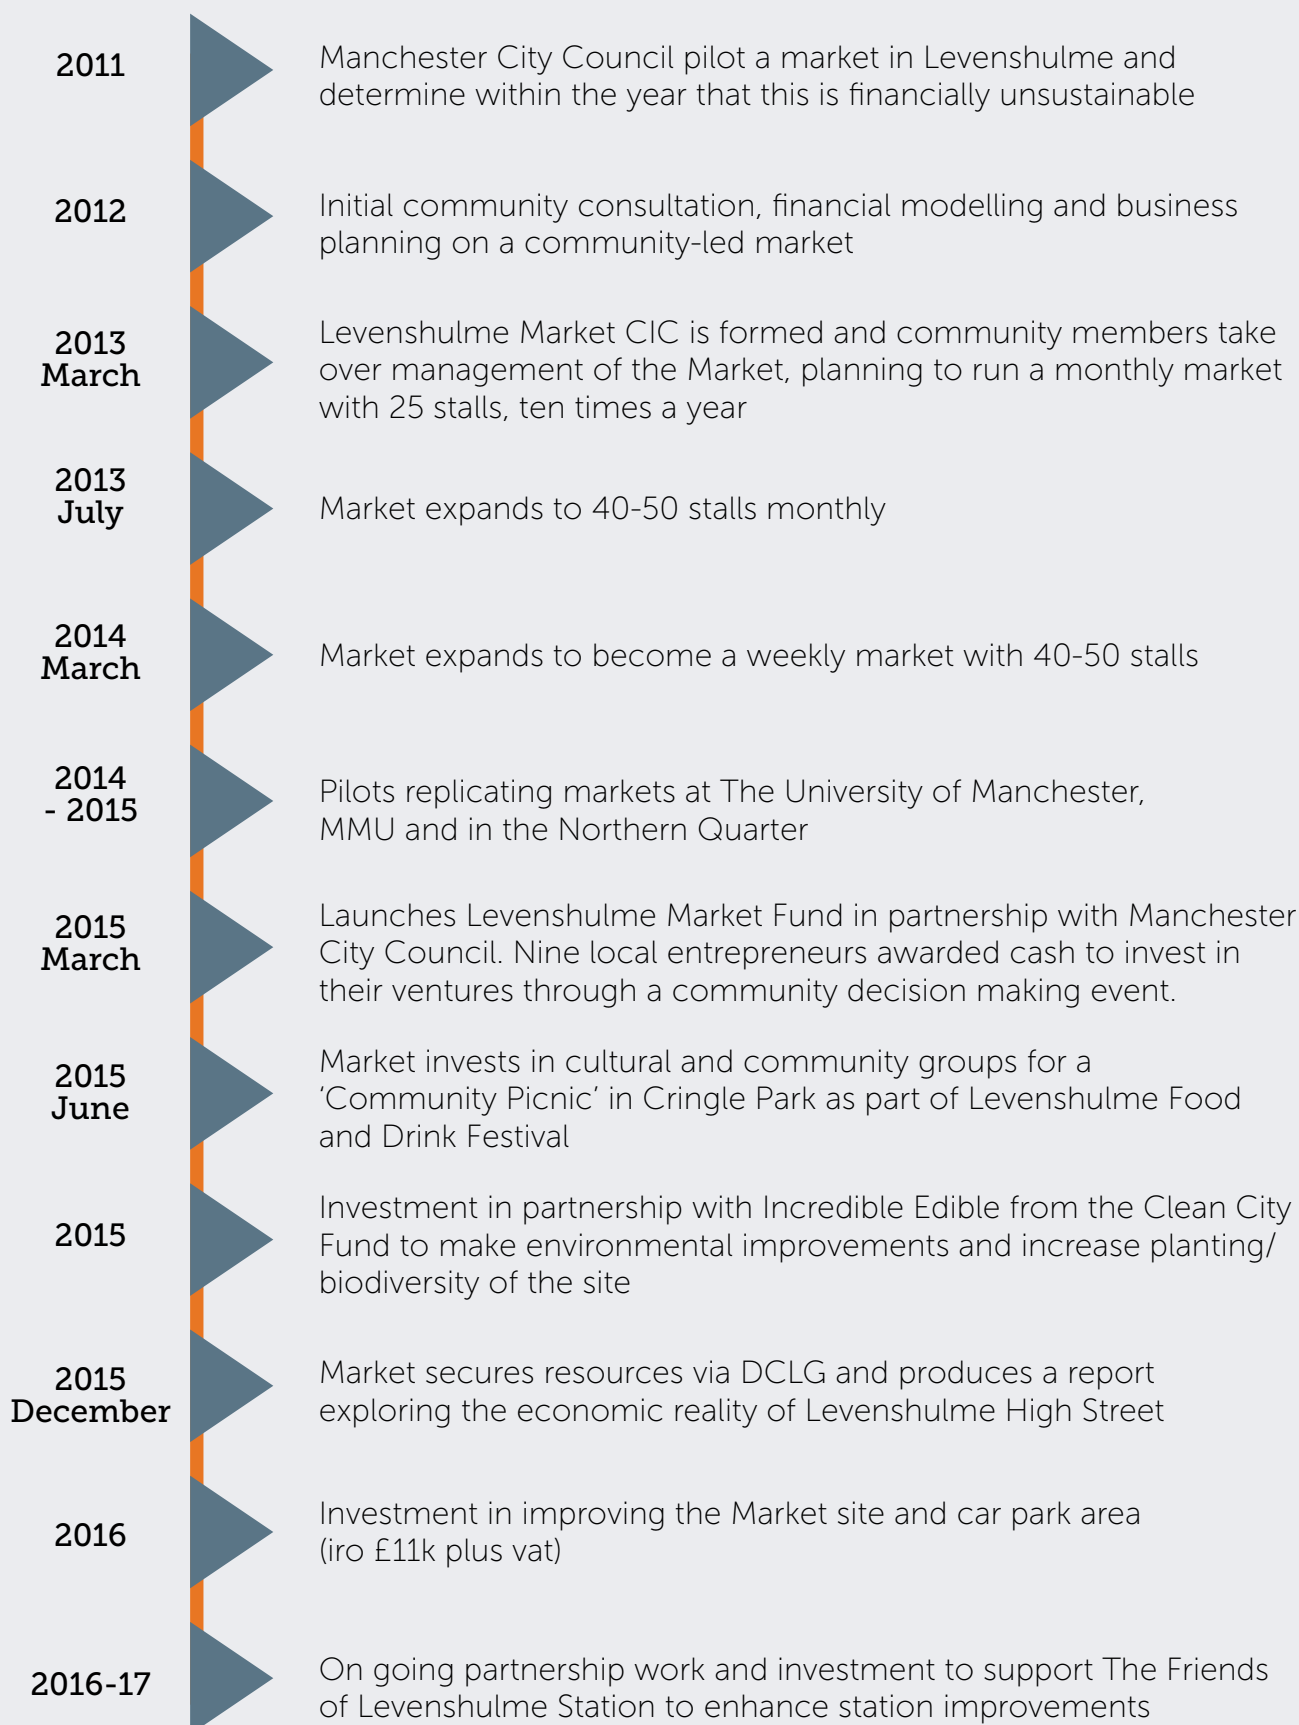 2011
Manchester City Council pilot a market in Levenshulme and
determine within the year that this is financially unsustainable
2012
Initial community consultation, financial modelling and business
planning on a community-led market
2013
March
Levenshulme Market CIC is formed and community members take
over management of the Market, planning to run a monthly market
with 25 stalls, ten times a year
2013
July
Market expands to 40-50 stalls monthly
2014
March
Market expands to become a weekly market with 40-50 stalls
2014
- 2015
Pilots replicating markets at The University of Manchester,
MMU and in the Northern Quarter
2015
March
Launches Levenshulme Market Fund in partnership with Manchester
City Council. Nine local entrepreneurs awarded cash to invest in
their ventures through a community decision making event.
2015
June
Market invests in cultural and community groups for a
‘Community Picnic’ in Cringle Park as part of Levenshulme Food
and Drink Festival
2015
Investment in partnership with Incredible Edible from the Clean City
Fund to make environmental improvements and increase planting/
biodiversity of the site
2015
December
Market secures resources via DCLG and produces a report
exploring the economic reality of Levenshulme High Street
2016
Investment in improving the Market site and car park area
(iro £11k plus vat)
2016-17
On going partnership work and investment to support The Friends
of Levenshulme Station to enhance station improvements